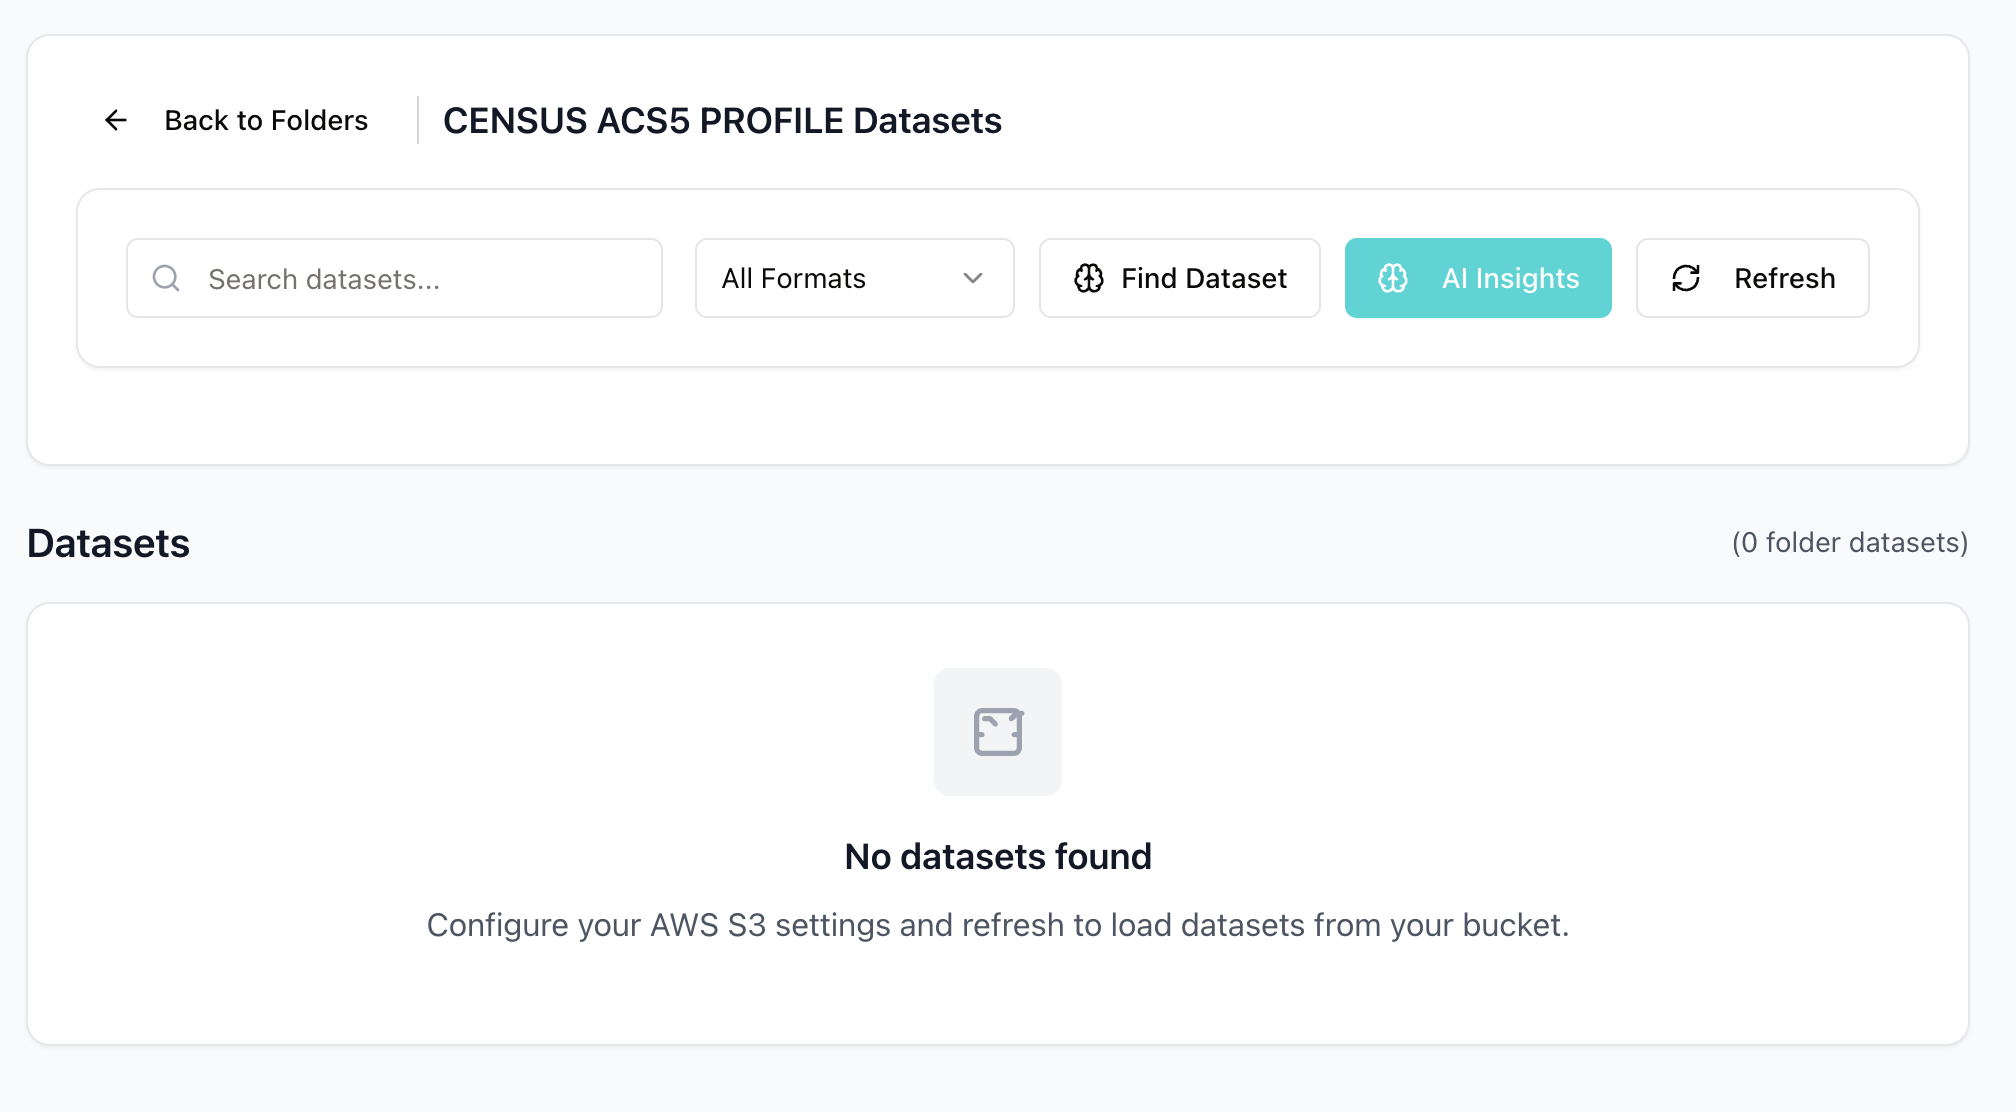 Back to Folders
CENSUS ACS5 PROFILE Datasets
Search datasets...
All Formats
Find Dataset
AI Insights
Refresh
Datasets
(0 folder datasets)
No datasets found
Configure your AWS S3 settings and refresh to load datasets from your bucket.